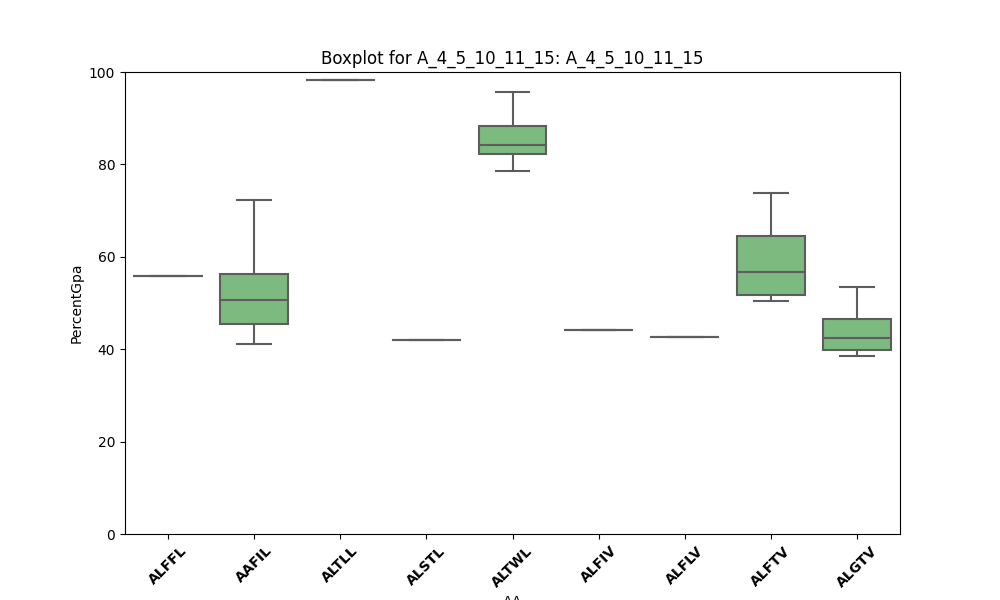 Boxplot for A_4_5_10_11_15: A_4_5_10_11_15
100
80
60
40
20
0
PercentGpa
ALFFL
AAFIL
ALTLL
ALSTL
ALTWL
ALFIV
ALFLV
ALFTV
ALGTV
AA